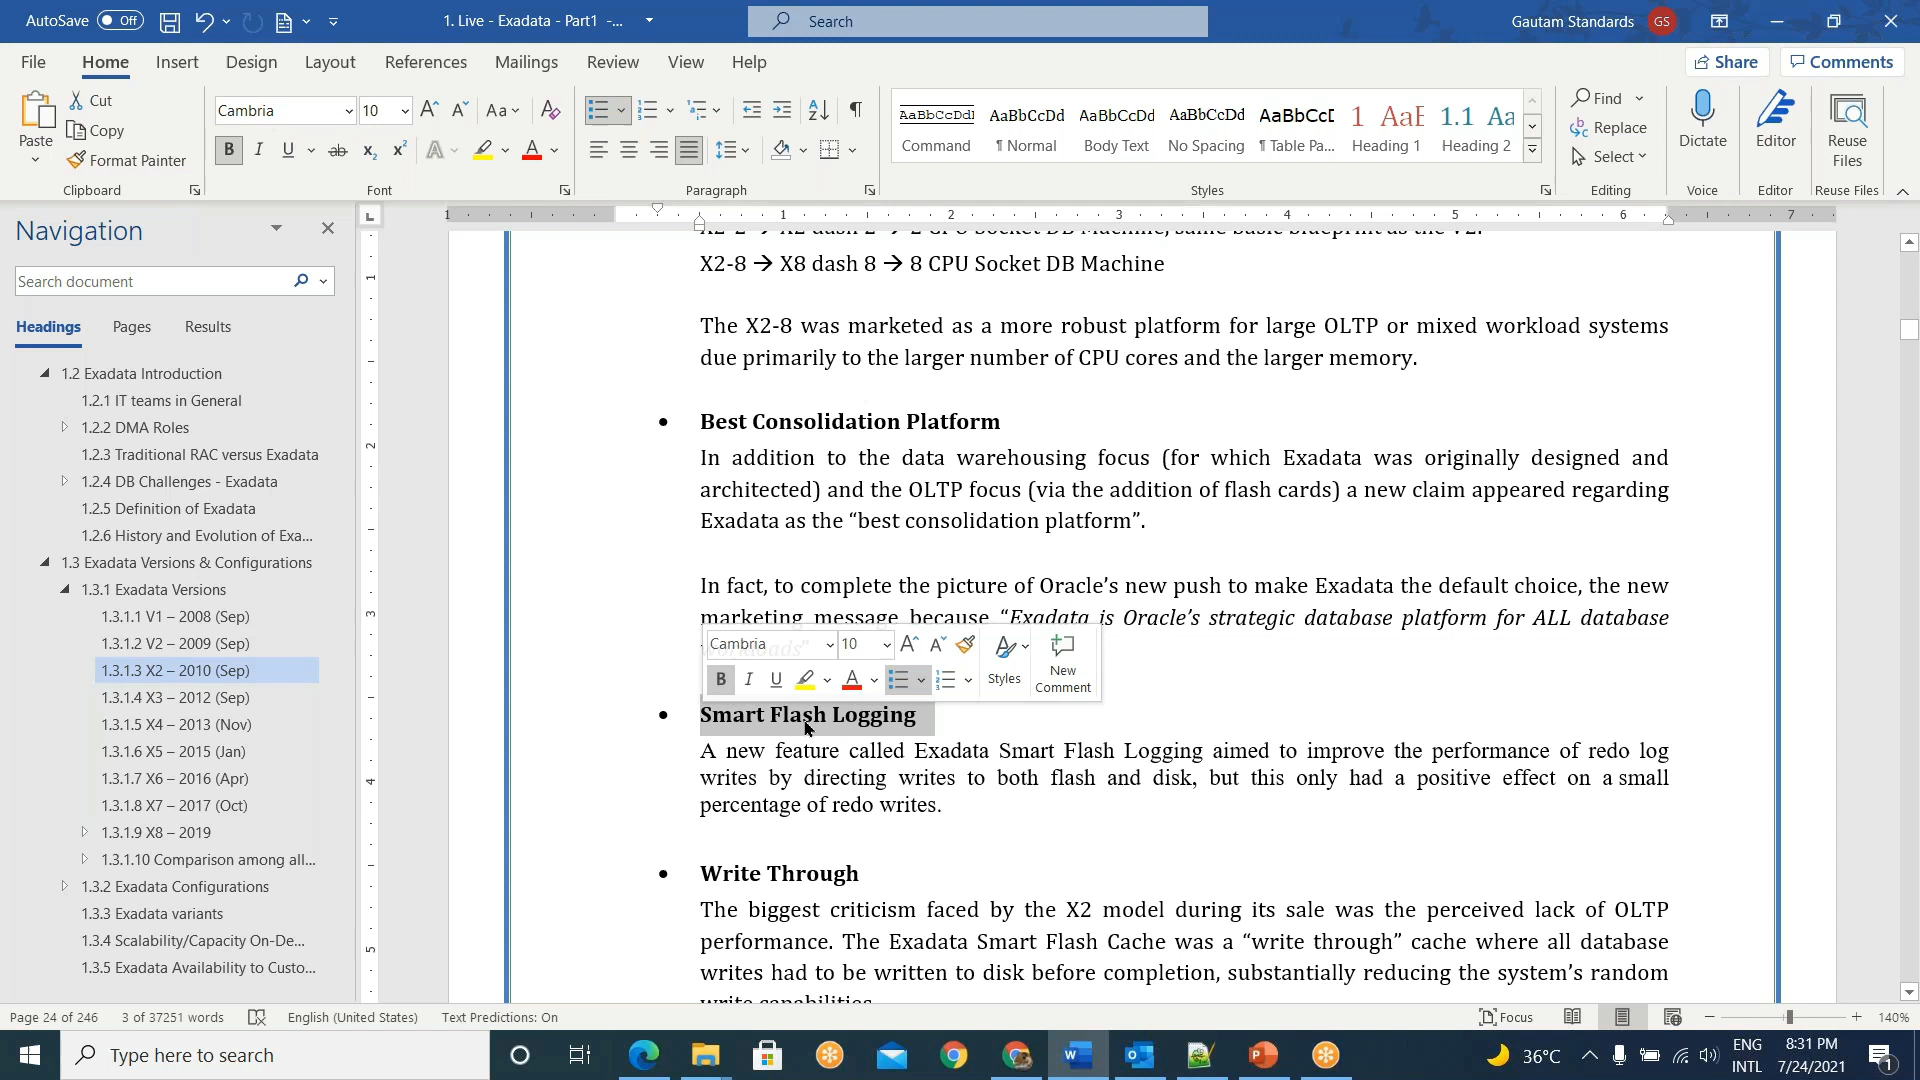 AutoSave Off
1. Live - Exadata - Part1 -...
Search
Gautam Standards GS
File Home Insert Design Layout References Mailings Review View Help
Share Comments
Paste
Cut
Copy
Format Painter
Clipboard
Cambria 10
Font
Paragraph
AaBbCcDdI AaBbCcDd AaBbCcDd AaBbCcDd AaBbCcD 1 AaE 1.1 Aa
Command ¶ Normal Body Text No Spacing ¶ Table Pa... Heading 1 Heading 2
Styles
Find
Replace
Select
Editing
Dictate
Voice
Editor
Editor
Reuse Files
Reuse Files
Navigation
Search document
Headings Pages Results
1.2 Exadata Introduction
1.2.1 IT teams in General
1.2.2 DMA Roles
1.2.3 Traditional RAC versus Exadata
1.2.4 DB Challenges - Exadata
1.2.5 Definition of Exadata
1.2.6 History and Evolution of Exa...
1.3 Exadata Versions & Configurations
1.3.1 Exadata Versions
1.3.1.1 V1 – 2008 (Sep)
1.3.1.2 V2 – 2009 (Sep)
1.3.1.3 X2 – 2010 (Sep)
1.3.1.4 X3 – 2012 (Sep)
1.3.1.5 X4 – 2013 (Nov)
1.3.1.6 X5 – 2015 (Jan)
1.3.1.7 X6 – 2016 (Apr)
1.3.1.8 X7 – 2017 (Oct)
1.3.1.9 X8 – 2019
1.3.1.10 Comparison among all...
1.3.2 Exadata Configurations
1.3.3 Exadata variants
1.3.4 Scalability/Capacity On-De...
1.3.5 Exadata Availability to Custo...
X2-2 → X2 dash 2 → 2 CPU Socket DB Machine, same basic blueprint as the V2.
X2-8 → X8 dash 8 → 8 CPU Socket DB Machine
The X2-8 was marketed as a more robust platform for large OLTP or mixed workload systems
due primarily to the larger number of CPU cores and the larger memory.
• Best Consolidation Platform
In addition to the data warehousing focus (for which Exadata was originally designed and
architected) and the OLTP focus (via the addition of flash cards) a new claim appeared regarding
Exadata as the “best consolidation platform”.
In fact, to complete the picture of Oracle’s new push to make Exadata the default choice, the new
marketing message because “Exadata is Oracle’s strategic database platform for ALL database
workloads”
Cambria 10
Styles
New Comment
• Smart Flash Logging
A new feature called Exadata Smart Flash Logging aimed to improve the performance of redo log
writes by directing writes to both flash and disk, but this only had a positive effect on a small
percentage of redo writes.
• Write Through
The biggest criticism faced by the X2 model during its sale was the perceived lack of OLTP
performance. The Exadata Smart Flash Cache was a “write through” cache where all database
writes had to be written to disk before completion, substantially reducing the system’s random
write capabilities.
Page 24 of 246 3 of 37251 words English (United States) Text Predictions: On
Focus 140%
Type here to search
36°C
ENG
INTL
8:31 PM
7/24/2021
1